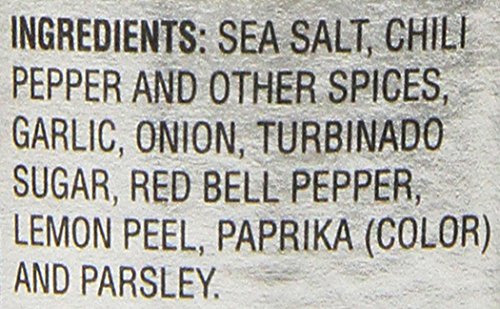 INGREDIENTS: SEA SALT, CHILI
PEPPER AND OTHER SPICES,
GARLIC, ONION, TURBINADO
SUGAR, RED BELL PEPPER,
LEMON PEEL, PAPRIKA (COLOR)
AND PARSLEY.